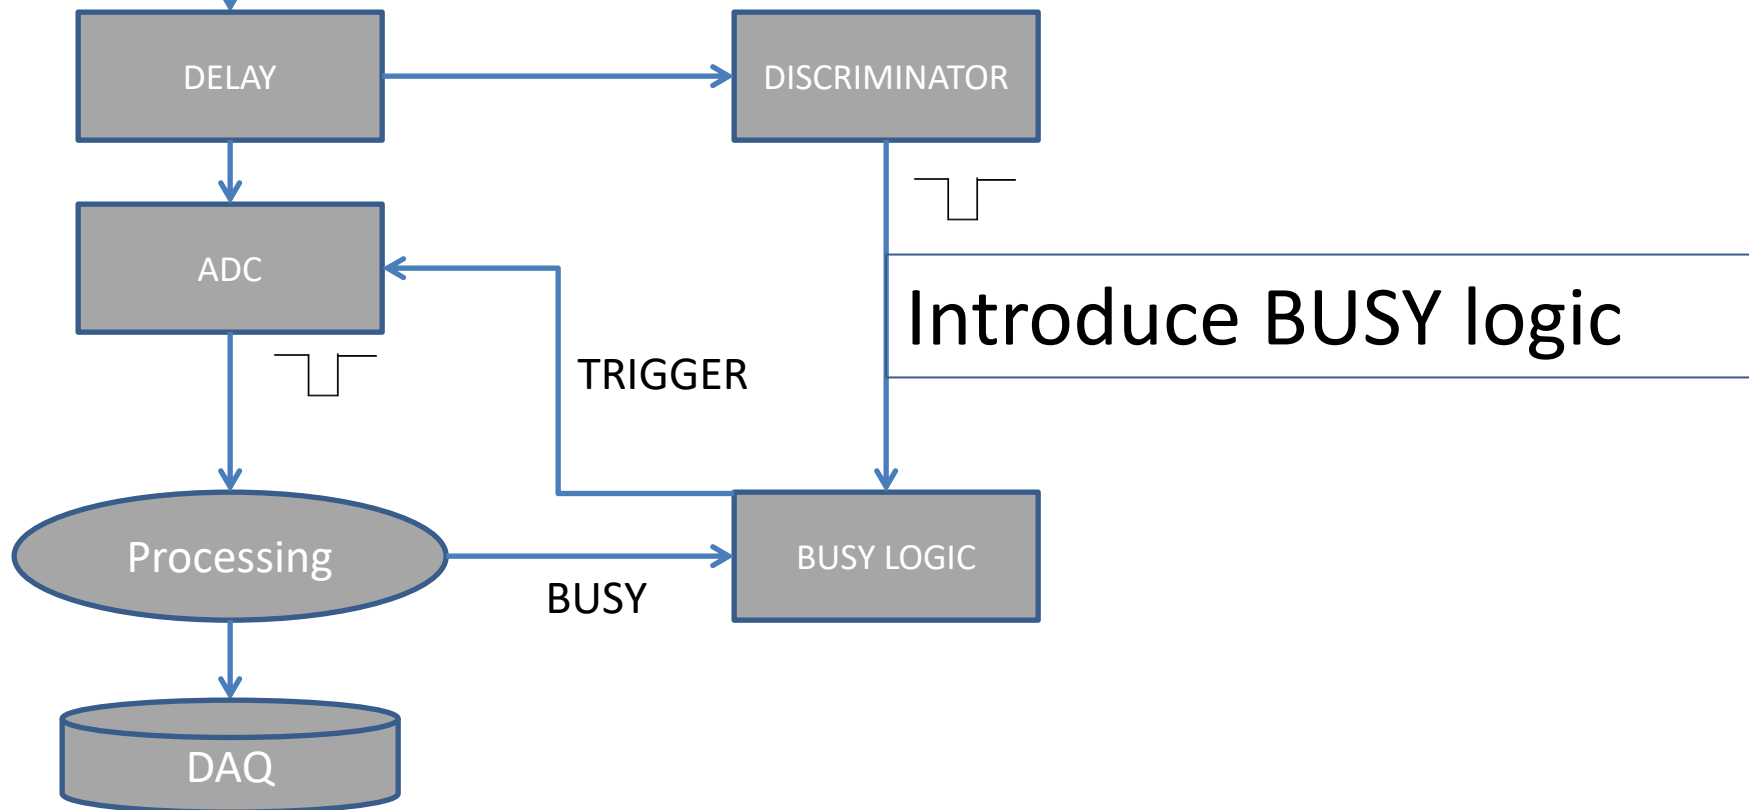 DELAY
DISCRIMINATOR
ADC
Introduce BUSY logic
TRIGGER
Processing
BUSY LOGIC
BUSY
DAQ